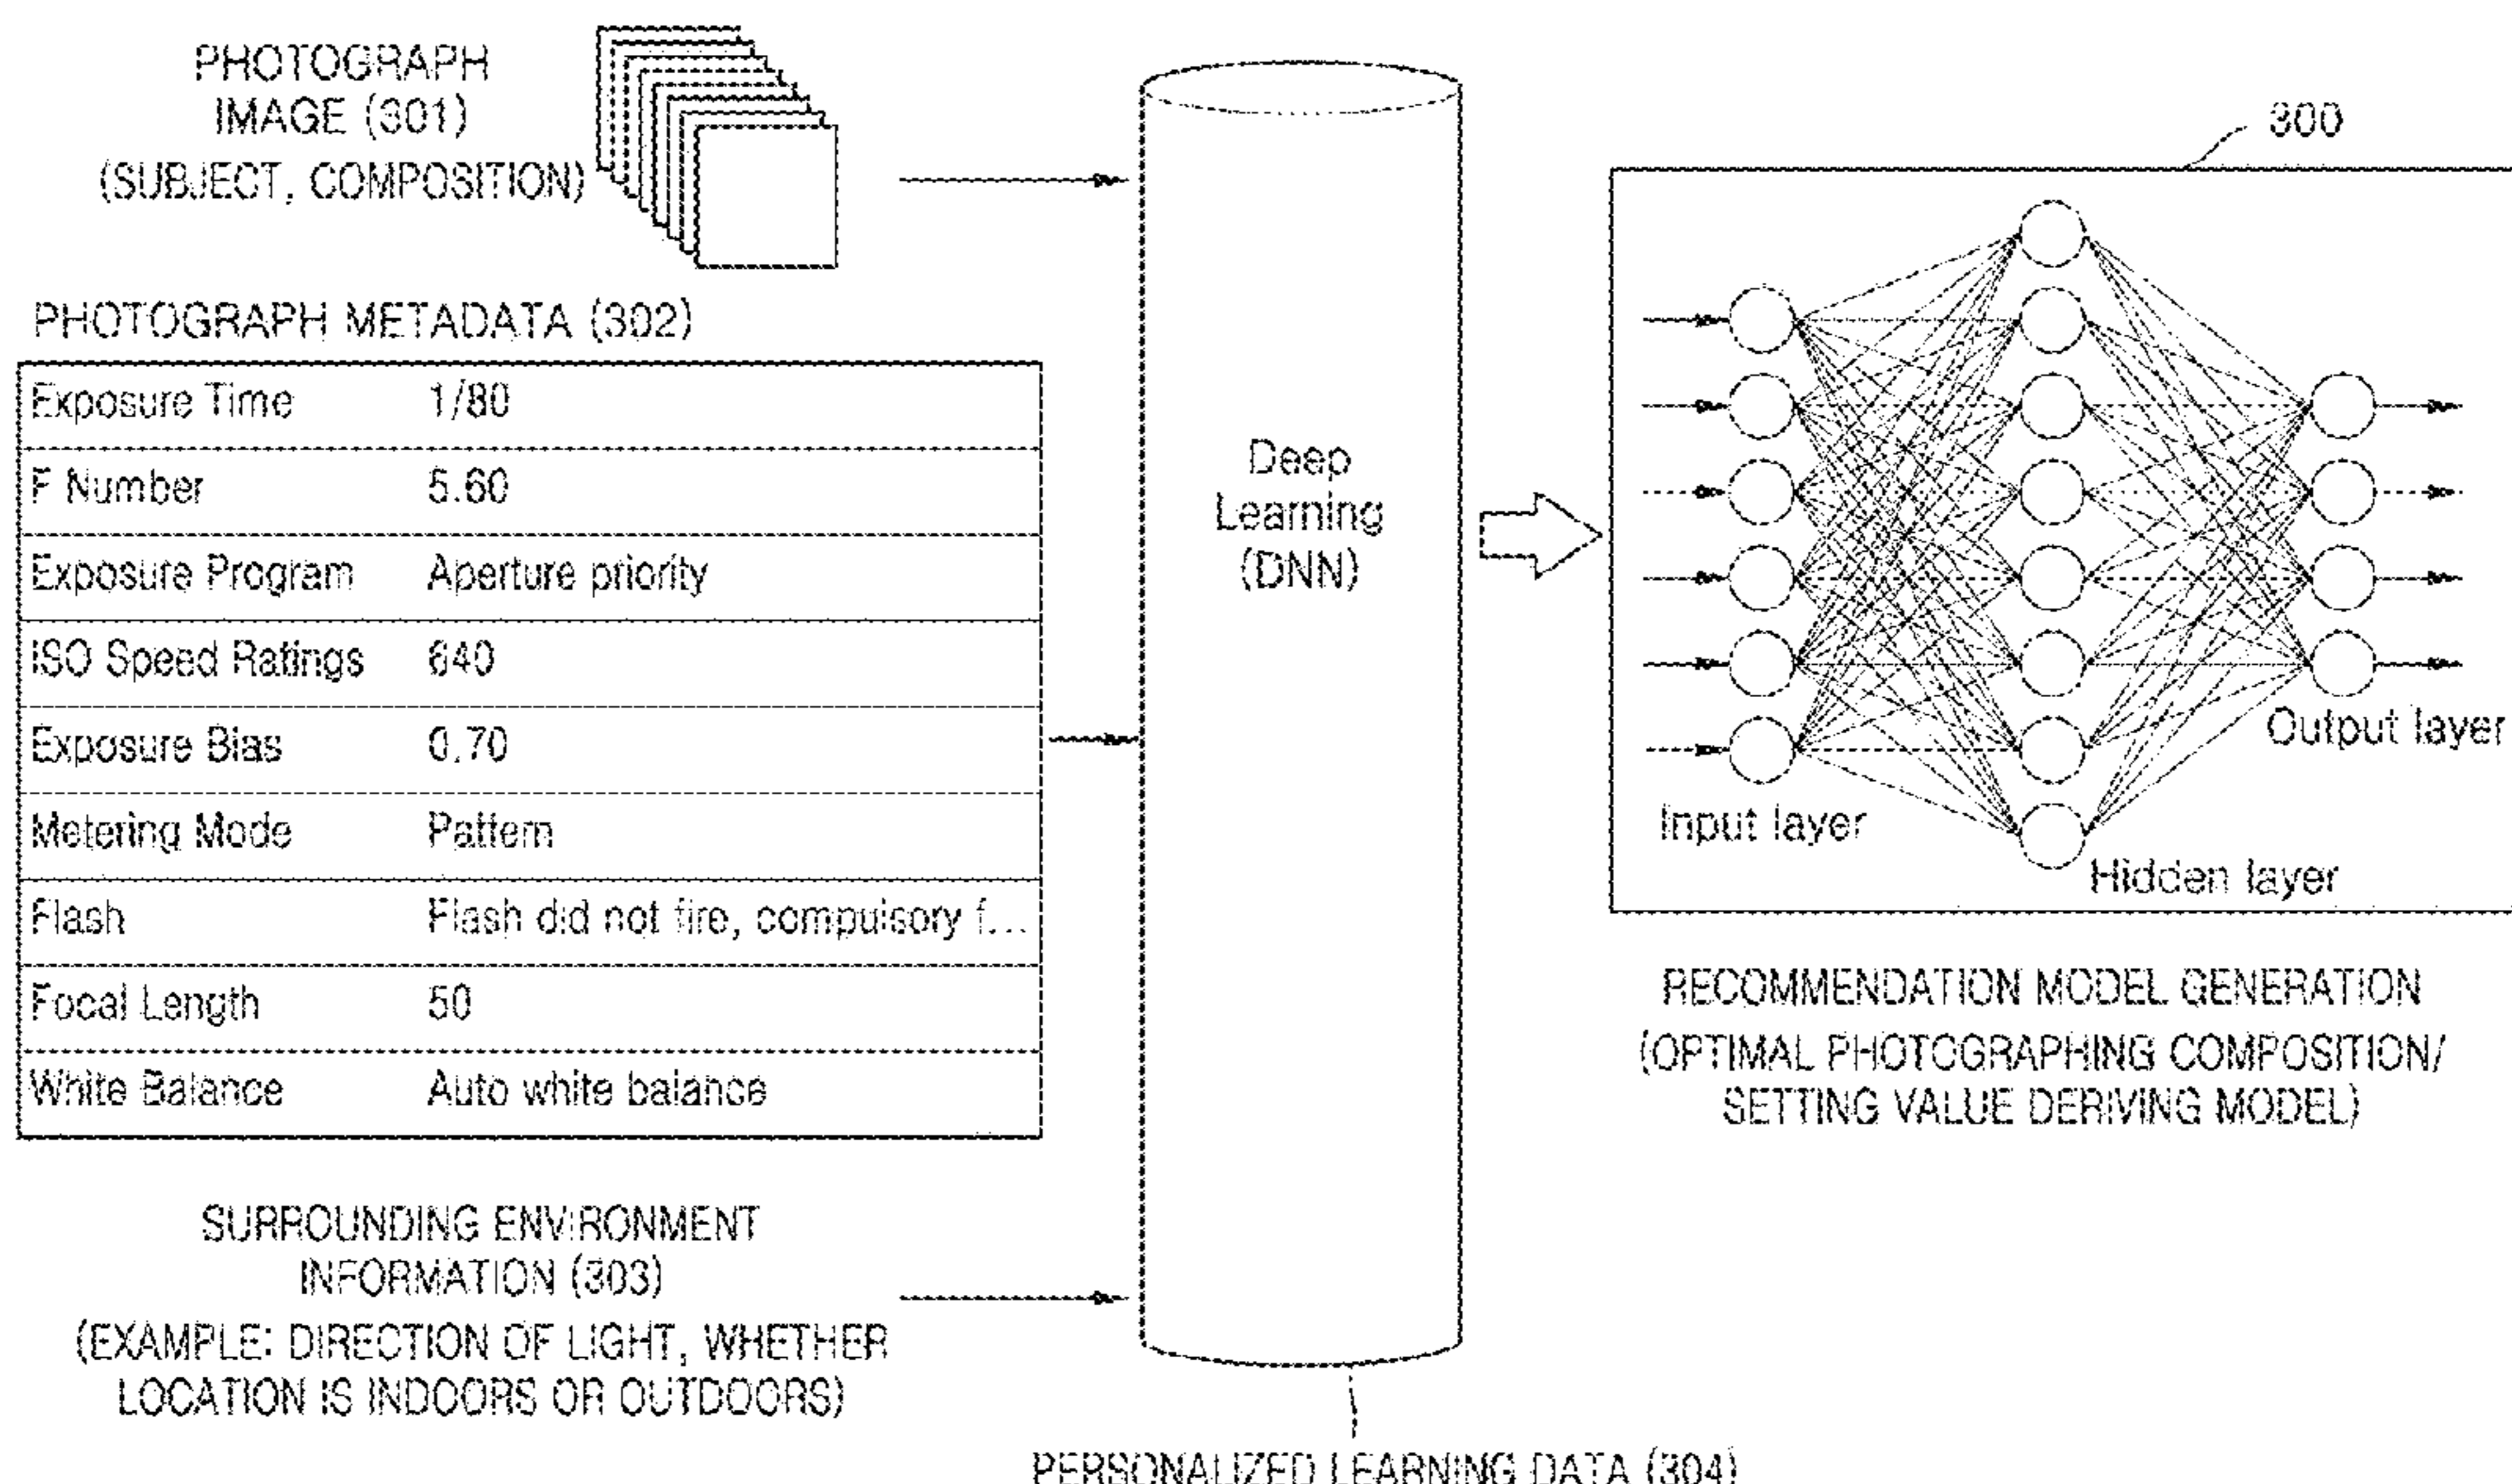 PHOTOGRAPH
IMAGE (301)
(SUBJECT, COMPOSITION)
PHOTOGRAPH METADATA (302)
Exposure Time 1/80
F Number 5.60
Exposure Program Aperture priority
ISO Speed Ratings 640
Exposure Bias 0.70
Metering Mode Pattern
Flash Flash did not fire, compulsory f...
Focal Length 50
White Balance Auto white balance
SURROUNDING ENVIRONMENT
INFORMATION (303)
(EXAMPLE: DIRECTION OF LIGHT, WHETHER
LOCATION IS INDOORS OR OUTDOORS)
Deep
Learning
(DNN)
PERSONALIZED LEARNING DATA (304)
300
Input layer
Hidden layer
Output layer
RECOMMENDATION MODEL GENERATION
(OPTIMAL PHOTOGRAPHING COMPOSITION/
SETTING VALUE DERIVING MODEL)